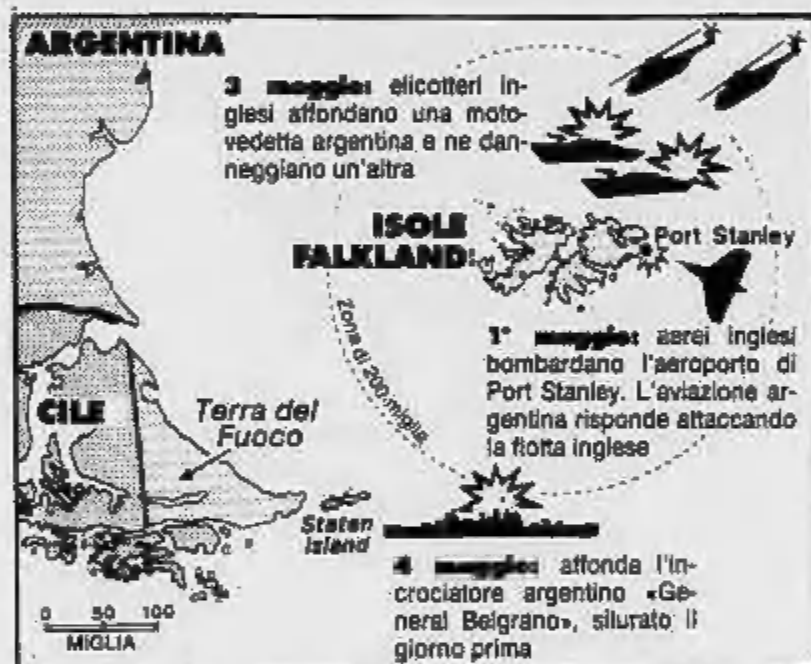 ARGENTINA
3 maggio: elicotteri in-
glesi affondano una moto-
vedetta argentina e ne dan-
neggiano un'altra
ISOLE
FALKLAND
Port Stanley
Zona di 200 miglia
1° maggio: aerei inglesi
bombardano l'aeroporto di
Port Stanley. L'aviazione ar-
gentina risponde attaccando
la flotta inglese
CILE
Terra del
Fuoco
Staten
Island
4 maggio: affonda l'in-
crociatore argentino «Ge-
neral Belgrano», silurato il
giorno prima
0 50 100
MIGLIA